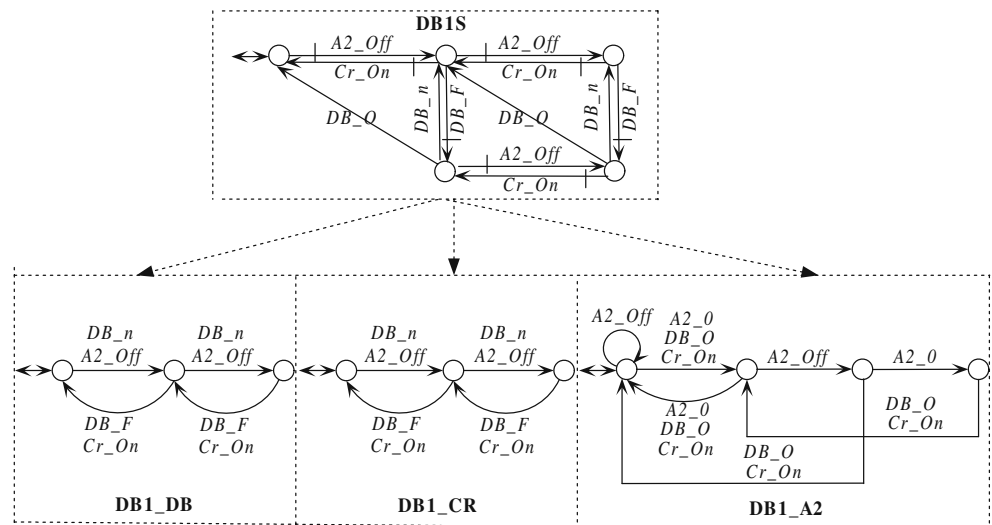 DB1S
A2_Off
A2_Off
Cr_On
Cr_On
DB_O
DB_n
DB_F
DB_O
DB_n
DB_F
A2_Off
Cr_On
DB_n
A2_Off
DB_n
A2_Off
DB_F
Cr_On
DB_F
Cr_On
DB1_DB
DB_n
A2_Off
DB_n
A2_Off
DB_F
Cr_On
DB_F
Cr_On
DB1_CR
A2_Off
A2_0
DB_O
Cr_On
A2_Off
A2_0
A2_0
DB_O
Cr_On
DB_O
Cr_On
DB_O
Cr_On
DB1_A2